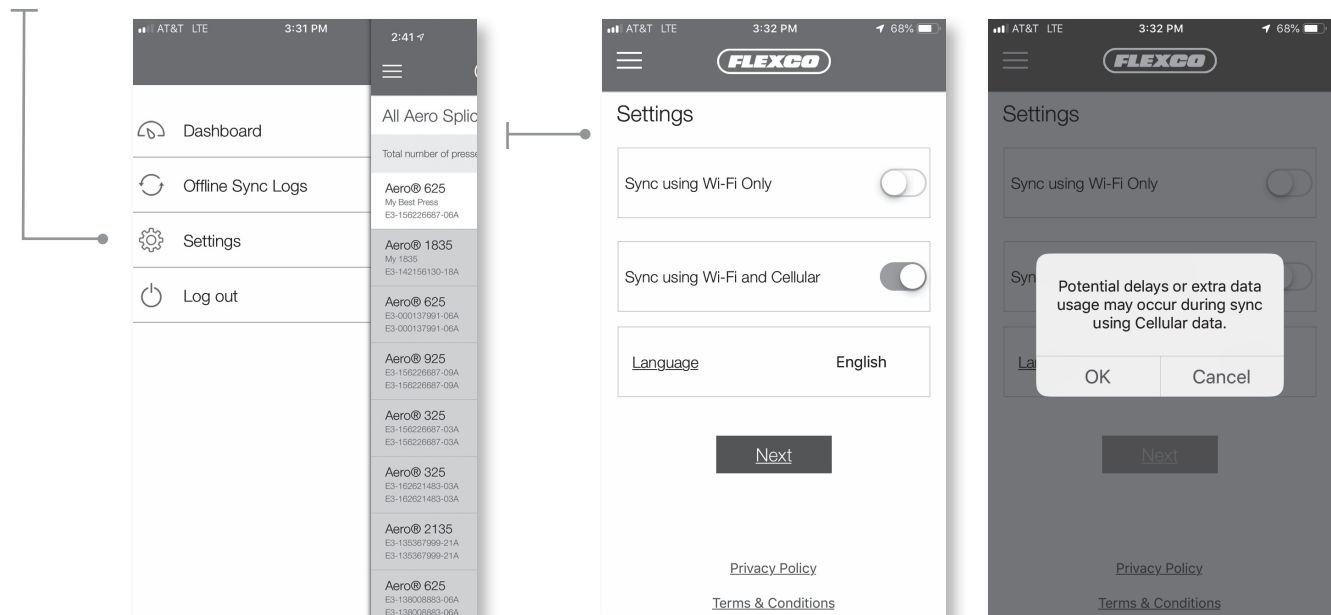 AT&T LTE 3:31 PM
Dashboard
Offline Sync Logs
Settings
Log out
2:41
All Aero Splic
Total number of presse
Aero® 625
My Best Press
E3-156226687-06A
Aero® 1835
My 1835
E3-142156130-18A
Aero® 625
E3-000137991-06A
E3-000137991-06A
Aero® 925
E3-156226687-09A
E3-156226687-09A
Aero® 325
E3-156226687-03A
E3-156226687-03A
Aero® 325
E3-162621483-03A
E3-162621483-03A
Aero® 2135
E3-135367999-21A
E3-135367999-21A
Aero® 625
E3-138008883-06A
E3-138008883-06A
AT&T LTE 3:32 PM 68%
FLEXCO
Settings
Sync using Wi-Fi Only
Sync using Wi-Fi and Cellular
Language English
Next
Privacy Policy
Terms & Conditions
AT&T LTE 3:32 PM 68%
FLEXCO
Settings
Sync using Wi-Fi Only
Syn
Potential delays or extra data
usage may occur during sync
using Cellular data.
La
OK Cancel
Next
Privacy Policy
Terms & Conditions